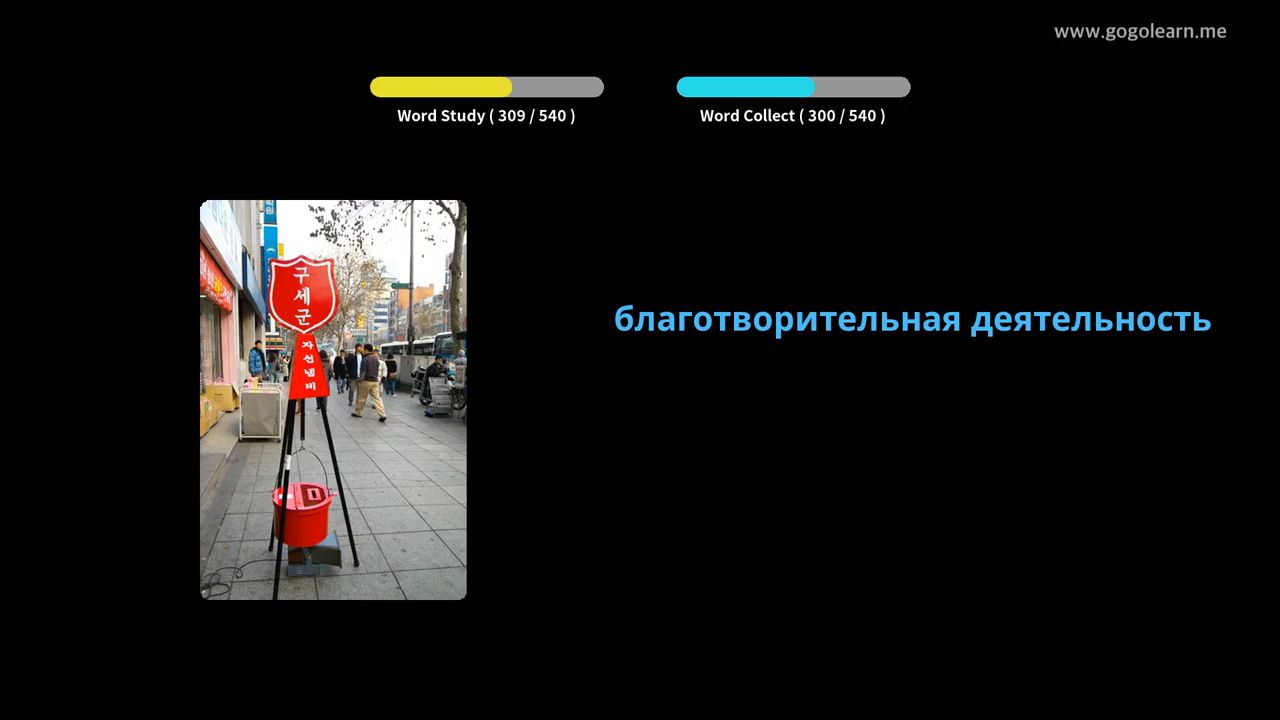 www.gogolearn.me
Word Study ( 309 / 540 )
Word Collect ( 300 / 540 )
благотворительная деятельность
구세군
자선냄비